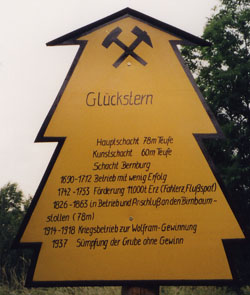 Glückstern
Hauptschacht 78m Teufe
Kunstschacht 60m Teufe
Schacht Bernburg
1690-1712 Betrieb mit wenig Erfolg
1742-1753 Förderung 11000t. Erz (Fahlerz, Flußspat)
1826-1863 in Betrieb und Anschluß an den Birnbaum-
stollen (78m)
1914-1918 Kriegsbetrieb zur Wolfram-Gewinnung
1937 Sümpfung der Grube ohne Gewinn